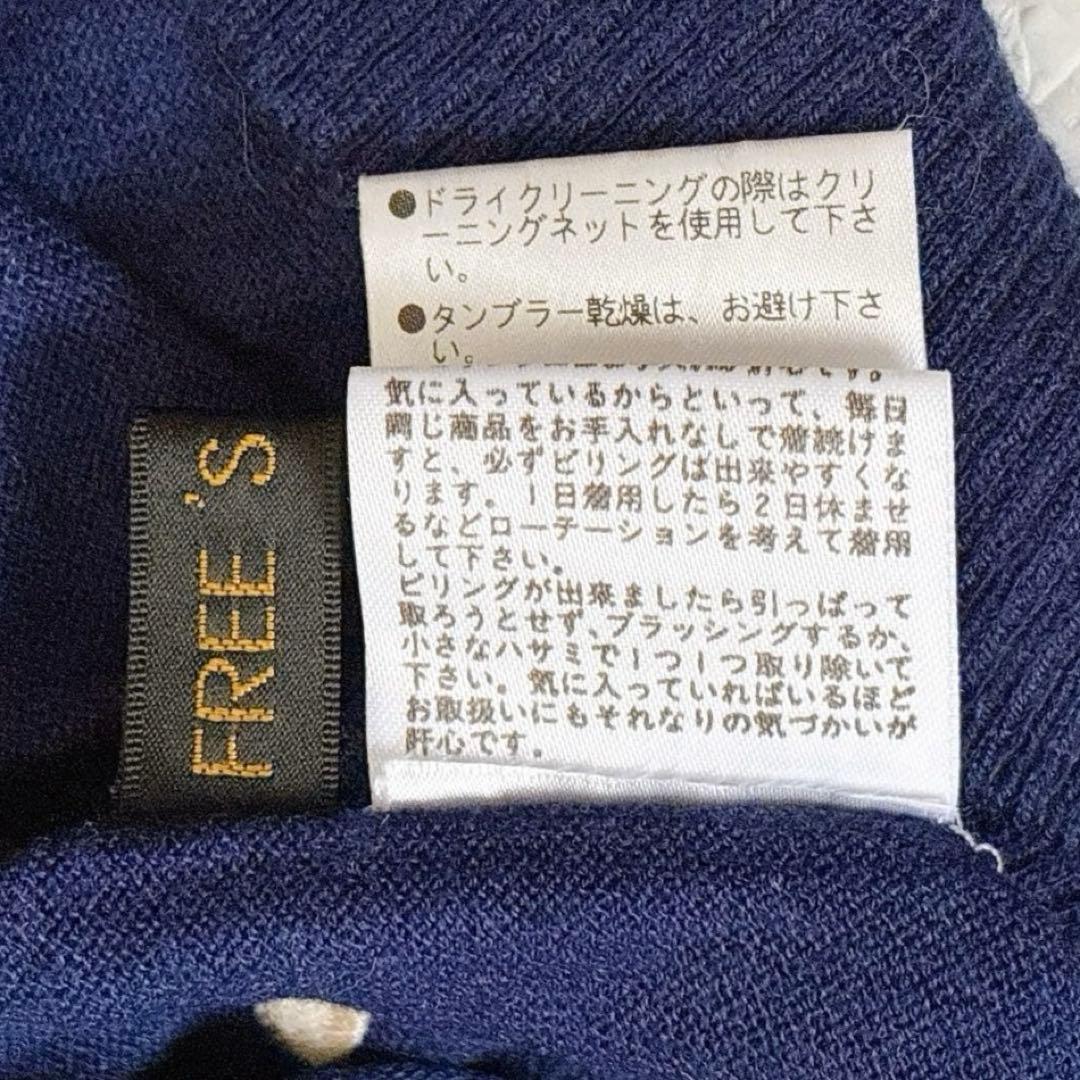 ●ドライクリーニングの際はクリ
ーニングネットを使用して下さ
い。
●タンブラー乾燥は、お避け下さ
い。
気に入っているからといって、毎日
同じ商品をお手入れなしで着続けま
すと、必ずピリングは出来やすくな
ります。1日着用したら2日休ませ
るなどローテーションを考えて着用
して下さい。
ピリングが出来ましたら引っぱって
取ろうとせず、ブラッシングするか、
小さなハサミで1つ1つ取り除いて
下さい。気に入っていればいるほど
お取扱いにもそれなりの気づかいが
肝心です。
FREE'S